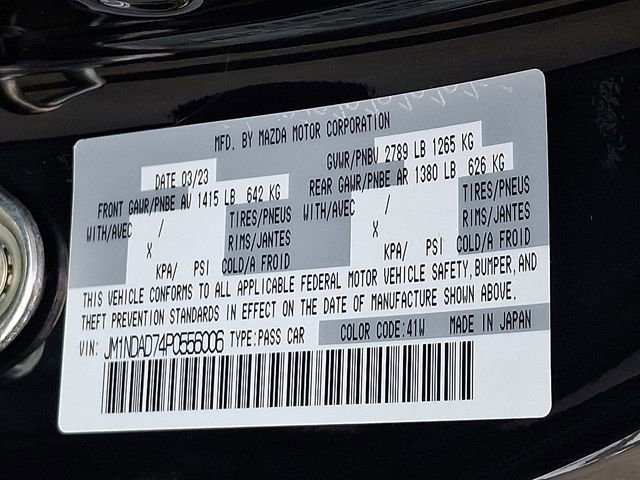 MFD. BY MAZDA MOTOR CORPORATION
DATE 03/23 GVWR/PNBV 2789 LB 1265 KG
FRONT GAWR/PNBE AV 1415 LB 642 KG REAR GAWR/PNBE AR 1380 LB 626 KG
WITH/AVEC / TIRES/PNEUS WITH/AVEC / TIRES/PNEUS
X RIMS/JANTES X RIMS/JANTES
KPA/ PSI COLD/A FROID KPA/ PSI COLD/A FROID
THIS VEHICLE CONFORMS TO ALL APPLICABLE FEDERAL MOTOR VEHICLE SAFETY, BUMPER, AND
THEFT PREVENTION STANDARDS IN EFFECT ON THE DATE OF MANUFACTURE SHOWN ABOVE.
VIN: JM1NDAD74P0556006 TYPE: PASS CAR COLOR CODE: 41W MADE IN JAPAN